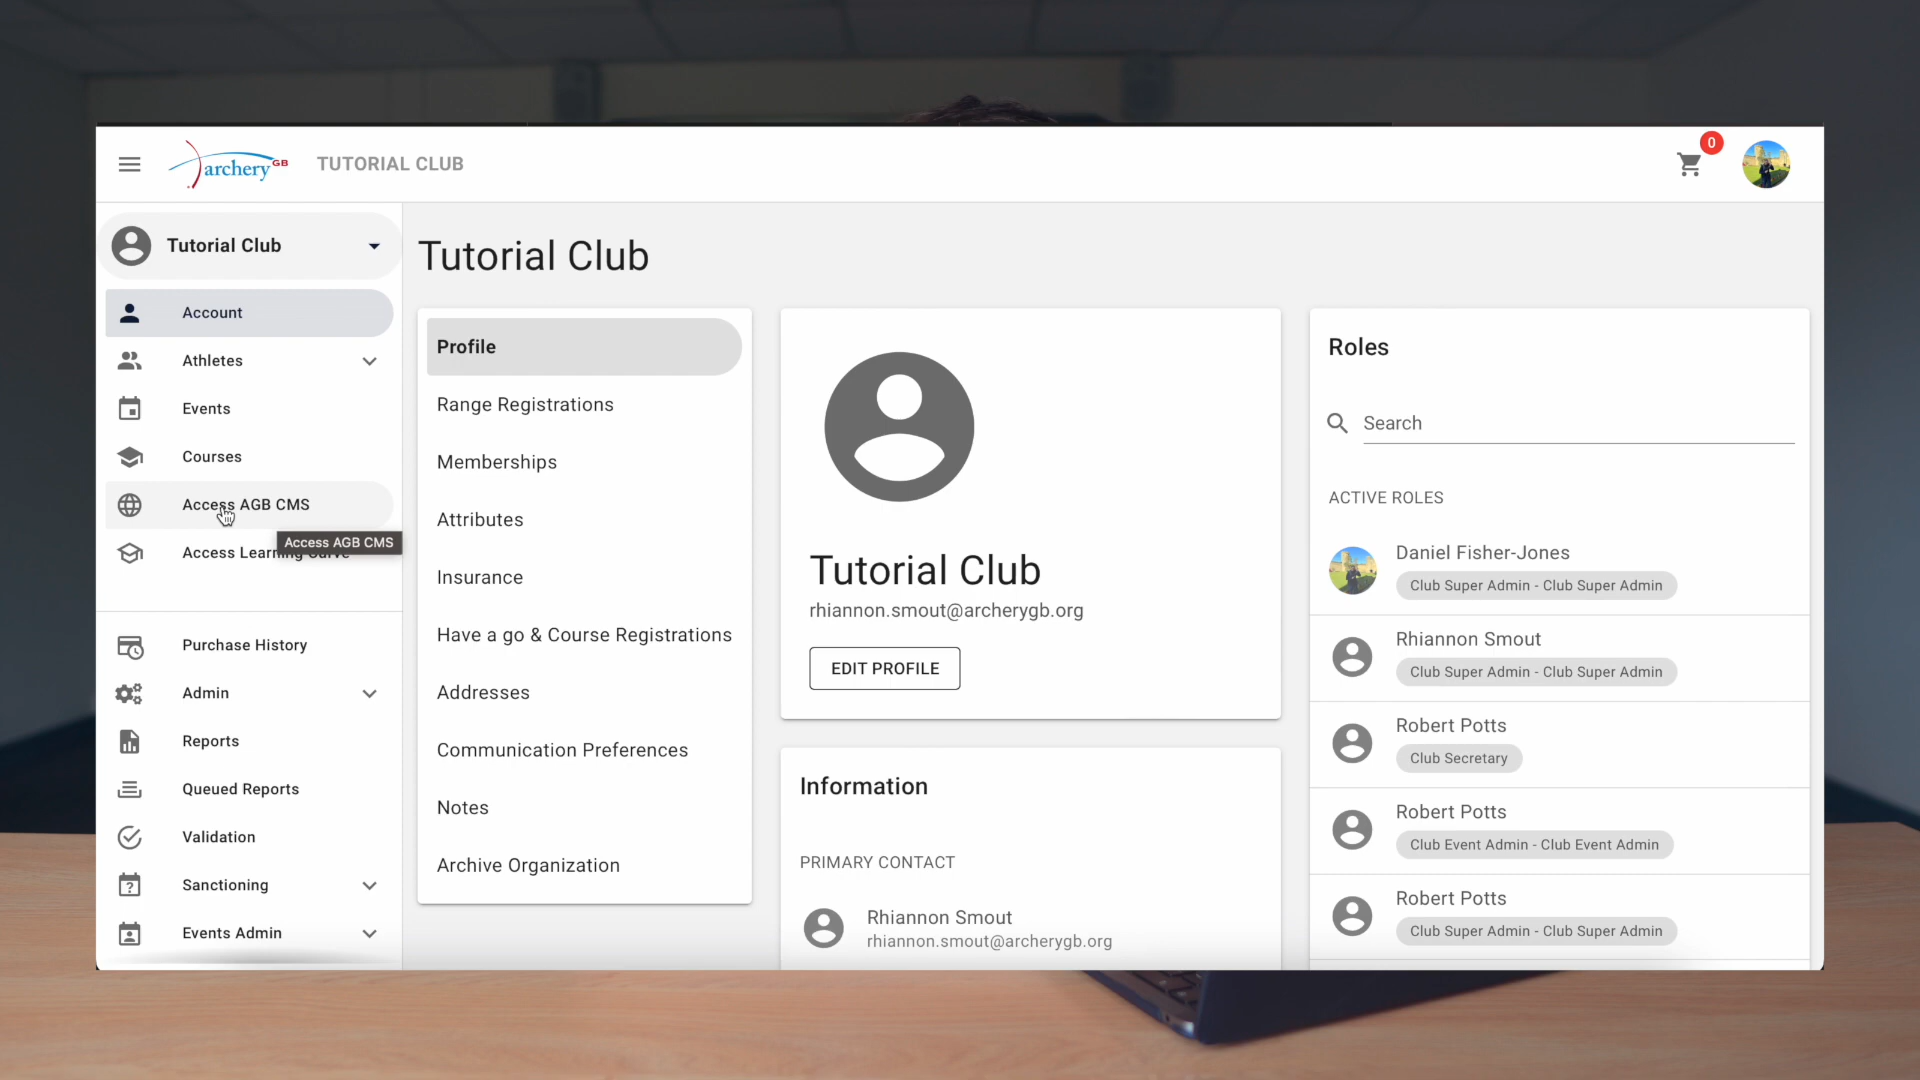 archery GB
TUTORIAL CLUB
0
Tutorial Club
Account
Athletes
Events
Courses
Access AGB CMS
Access AGB CMS
Access Learning Curve
Purchase History
Admin
Reports
Queued Reports
Validation
Sanctioning
Events Admin
Tutorial Club
Profile
Range Registrations
Memberships
Attributes
Insurance
Have a go & Course Registrations
Addresses
Communication Preferences
Notes
Archive Organization
Tutorial Club
rhiannon.smout@archerygb.org
EDIT PROFILE
Information
PRIMARY CONTACT
Rhiannon Smout
rhiannon.smout@archerygb.org
Roles
Search
ACTIVE ROLES
Daniel Fisher-Jones
Club Super Admin - Club Super Admin
Rhiannon Smout
Club Super Admin - Club Super Admin
Robert Potts
Club Secretary
Robert Potts
Club Event Admin - Club Event Admin
Robert Potts
Club Super Admin - Club Super Admin